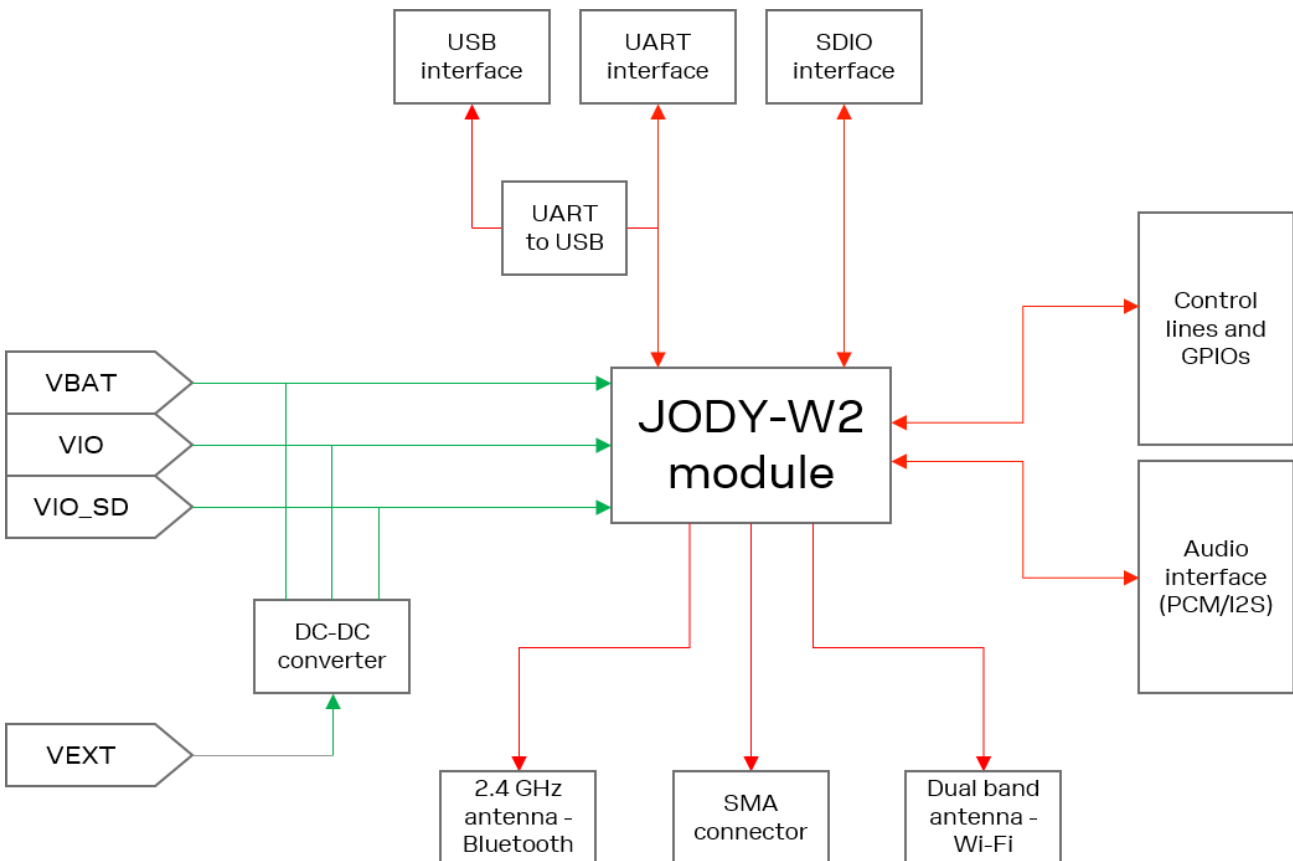 USB
interface
UART
interface
SDIO
interface
UART
to USB
Control
lines and
GPIOs
VBAT
VIO
VIO_SD
JODY-W2
module
Audio
interface
(PCM/I2S)
DC-DC
converter
VEXT
2.4 GHz
antenna -
Bluetooth
SMA
connector
Dual band
antenna -
Wi-Fi